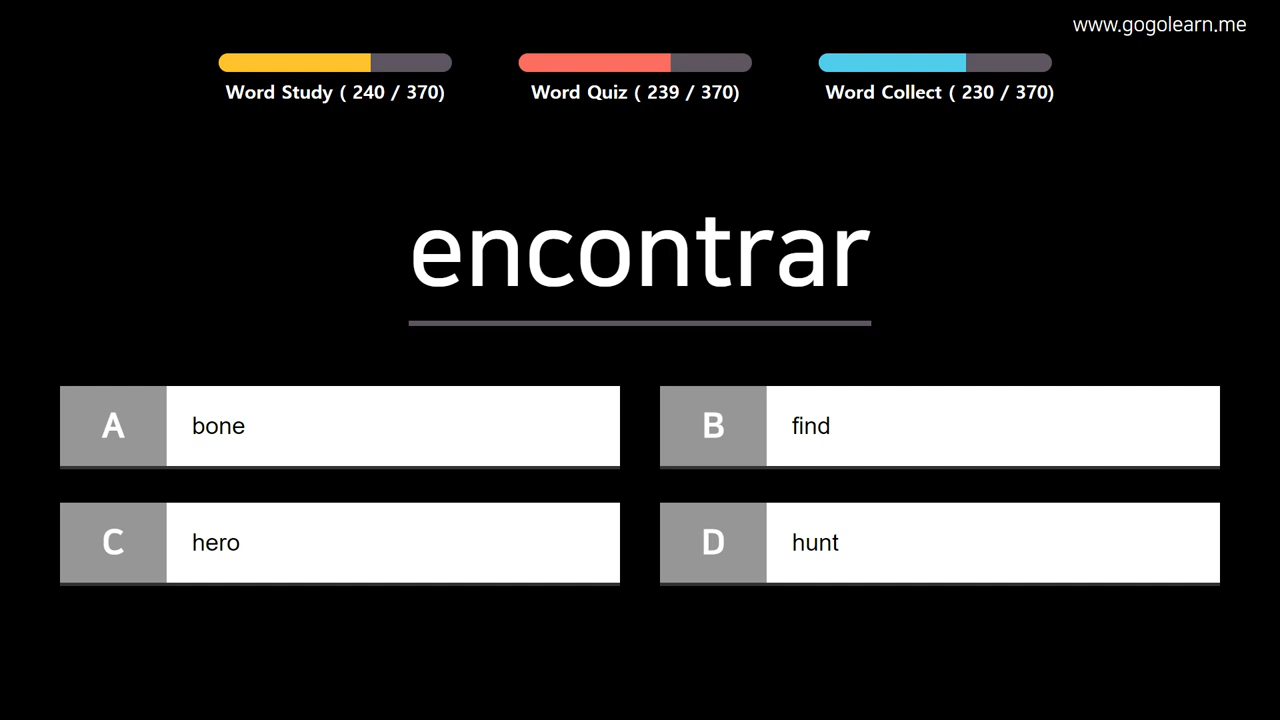 www.gogolearn.me
Word Study ( 240 / 370)
Word Quiz ( 239 / 370)
Word Collect ( 230 / 370)
encontrar
A bone
B find
C hero
D hunt